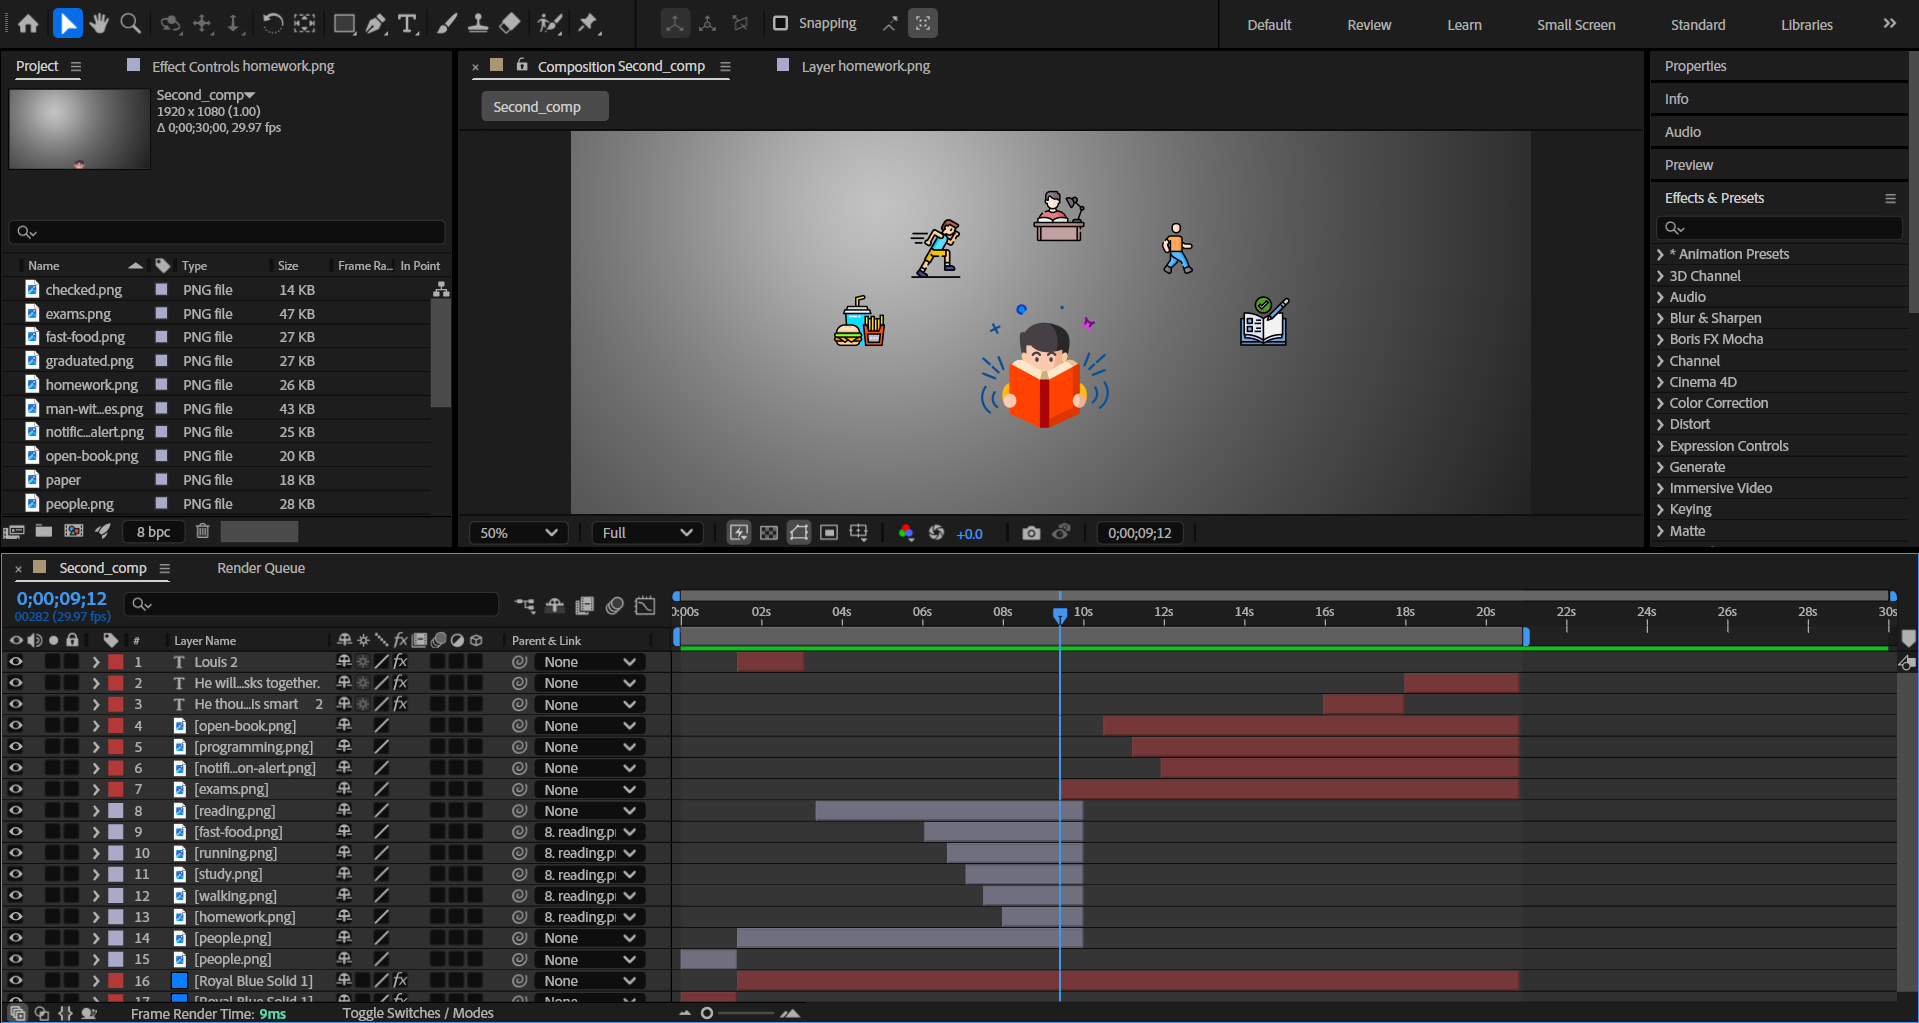 Snapping
Default
Review
Learn
Small Screen
Standard
Libraries
Project
Effect Controls homework.png
Composition Second_comp
Layer homework.png
Second_comp
1920 x 1080 (1.00)
Δ 0;00;30;00, 29.97 fps
Second_comp
Name
Type
Size
Frame Ra...
In Point
checked.png PNG file 14 KB
exams.png PNG file 47 KB
fast-food.png PNG file 27 KB
graduated.png PNG file 27 KB
homework.png PNG file 26 KB
man-wit...es.png PNG file 43 KB
notific...alert.png PNG file 25 KB
open-book.png PNG file 20 KB
paper PNG file 18 KB
people.png PNG file 28 KB
8 bpc
50%
Full
+0.0
0;00;09;12
Properties
Info
Audio
Preview
Effects & Presets
* Animation Presets
3D Channel
Audio
Blur & Sharpen
Boris FX Mocha
Channel
Cinema 4D
Color Correction
Distort
Expression Controls
Generate
Immersive Video
Keying
Matte
Second_comp
Render Queue
0;00;09;12
00282 (29.97 fps)
0:00s 02s 04s 06s 08s 10s 12s 14s 16s 18s 20s 22s 24s 26s 28s 30s
# Layer Name fx Parent & Link
1 T Louis 2 fx None
2 T He will...sks together. fx None
3 T He thou...is smart 2 fx None
4 [open-book.png] None
5 [programming.png] None
6 [notifi...on-alert.png] None
7 [exams.png] None
8 [reading.png] None
9 [fast-food.png] 8. reading.p
10 [running.png] 8. reading.p
11 [study.png] 8. reading.p
12 [walking.png] 8. reading.p
13 [homework.png] 8. reading.p
14 [people.png] None
15 [people.png] None
16 [Royal Blue Solid 1] fx None
17 [Royal Blue Solid 1] fx None
Frame Render Time: 9ms
Toggle Switches / Modes